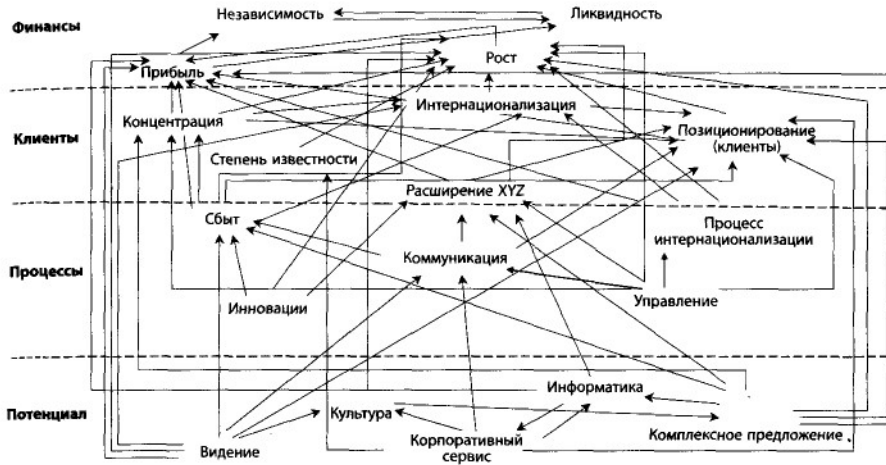 Независимость
Ликвидность
Финансы
Рост
Прибыль
Интернационализация
Концентрация
Клиенты
Позиционирование
(клиенты)
Степень известности
Расширение XYZ
Сбыт
Процесс
интернационализации
Коммуникация
Процессы
Инновации
Управление
Информатика
Потенциал
Культура
Видение
Корпоративный
сервис
Комплексное предложение